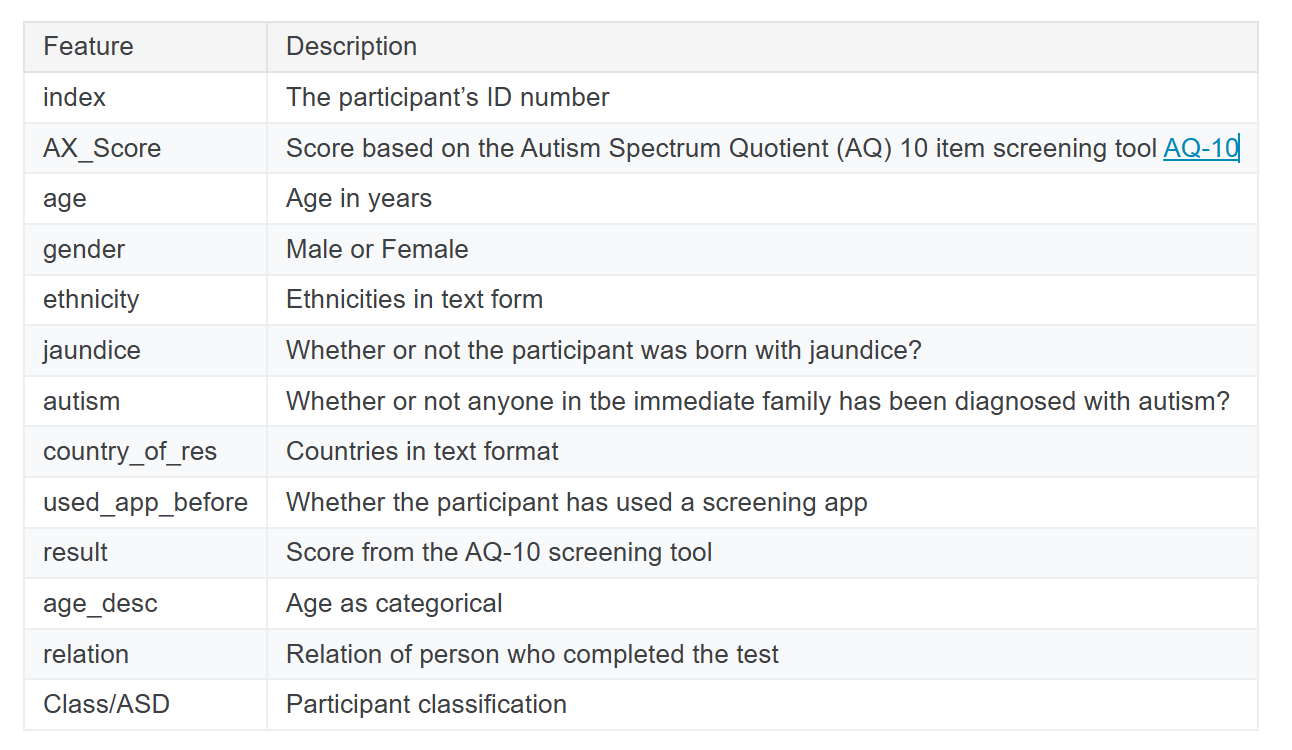 Feature Description
index The participant’s ID number
AX_Score Score based on the Autism Spectrum Quotient (AQ) 10 item screening tool AQ-10
age Age in years
gender Male or Female
ethnicity Ethnicities in text form
jaundice Whether or not the participant was born with jaundice?
autism Whether or not anyone in tbe immediate family has been diagnosed with autism?
country_of_res Countries in text format
used_app_before Whether the participant has used a screening app
result Score from the AQ-10 screening tool
age_desc Age as categorical
relation Relation of person who completed the test
Class/ASD Participant classification